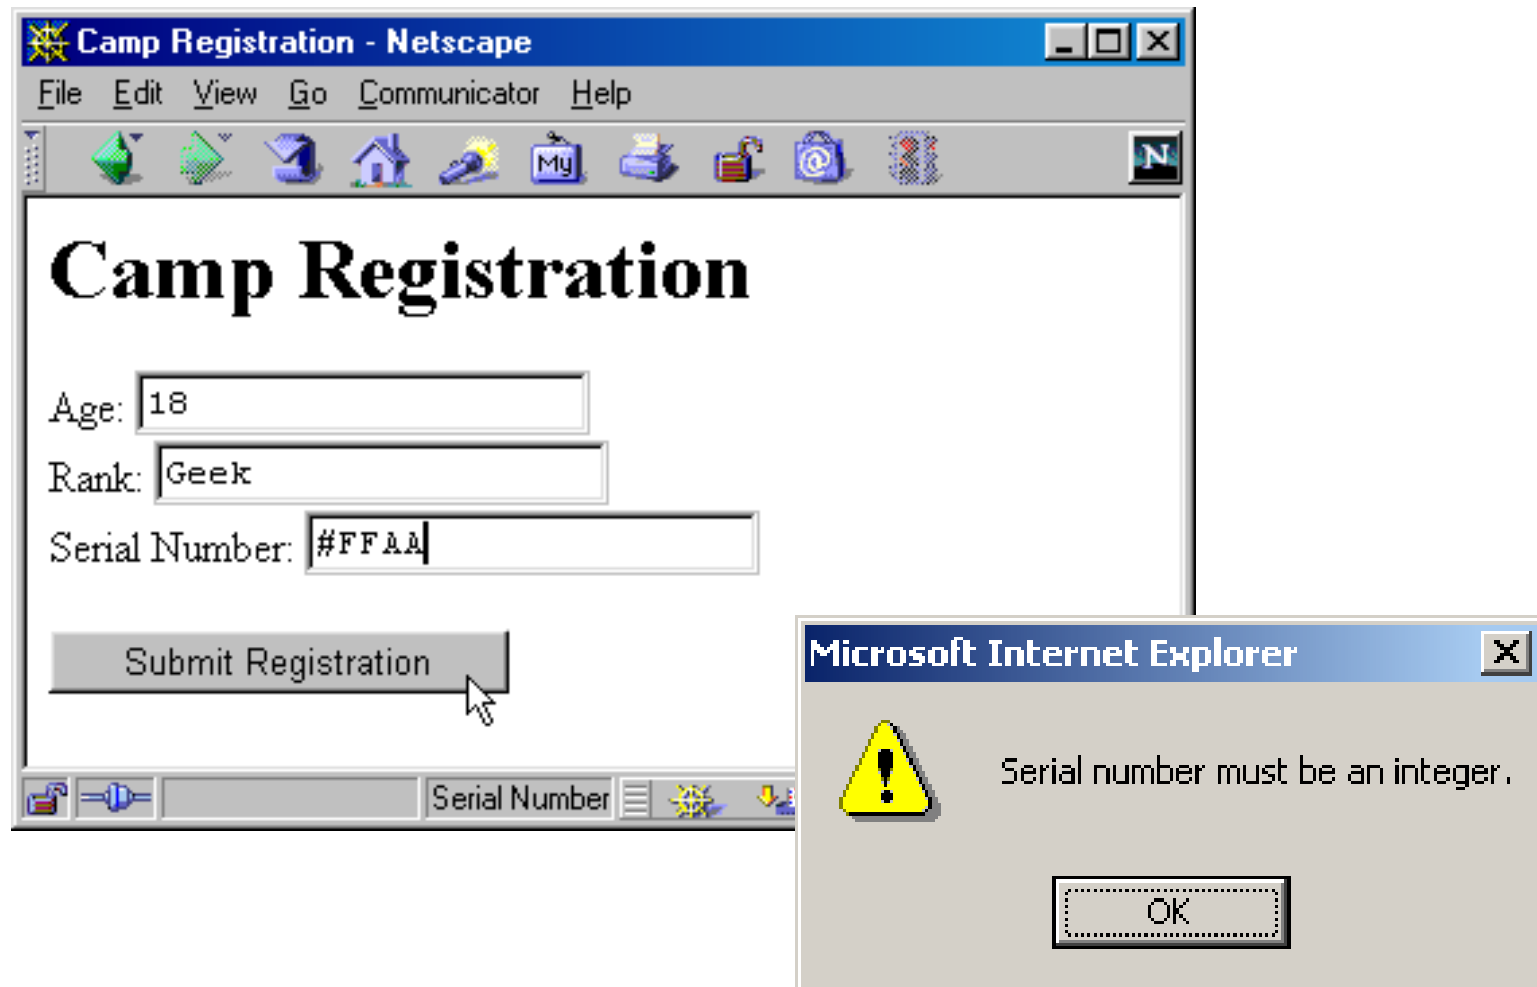 Camp Registration - Netscape
File Edit View Go Communicator Help
My N
Camp Registration
Age: 18
Rank: Geek
Serial Number: #FFAA
Submit Registration
Serial Number
Microsoft Internet Explorer
Serial number must be an integer.
OK